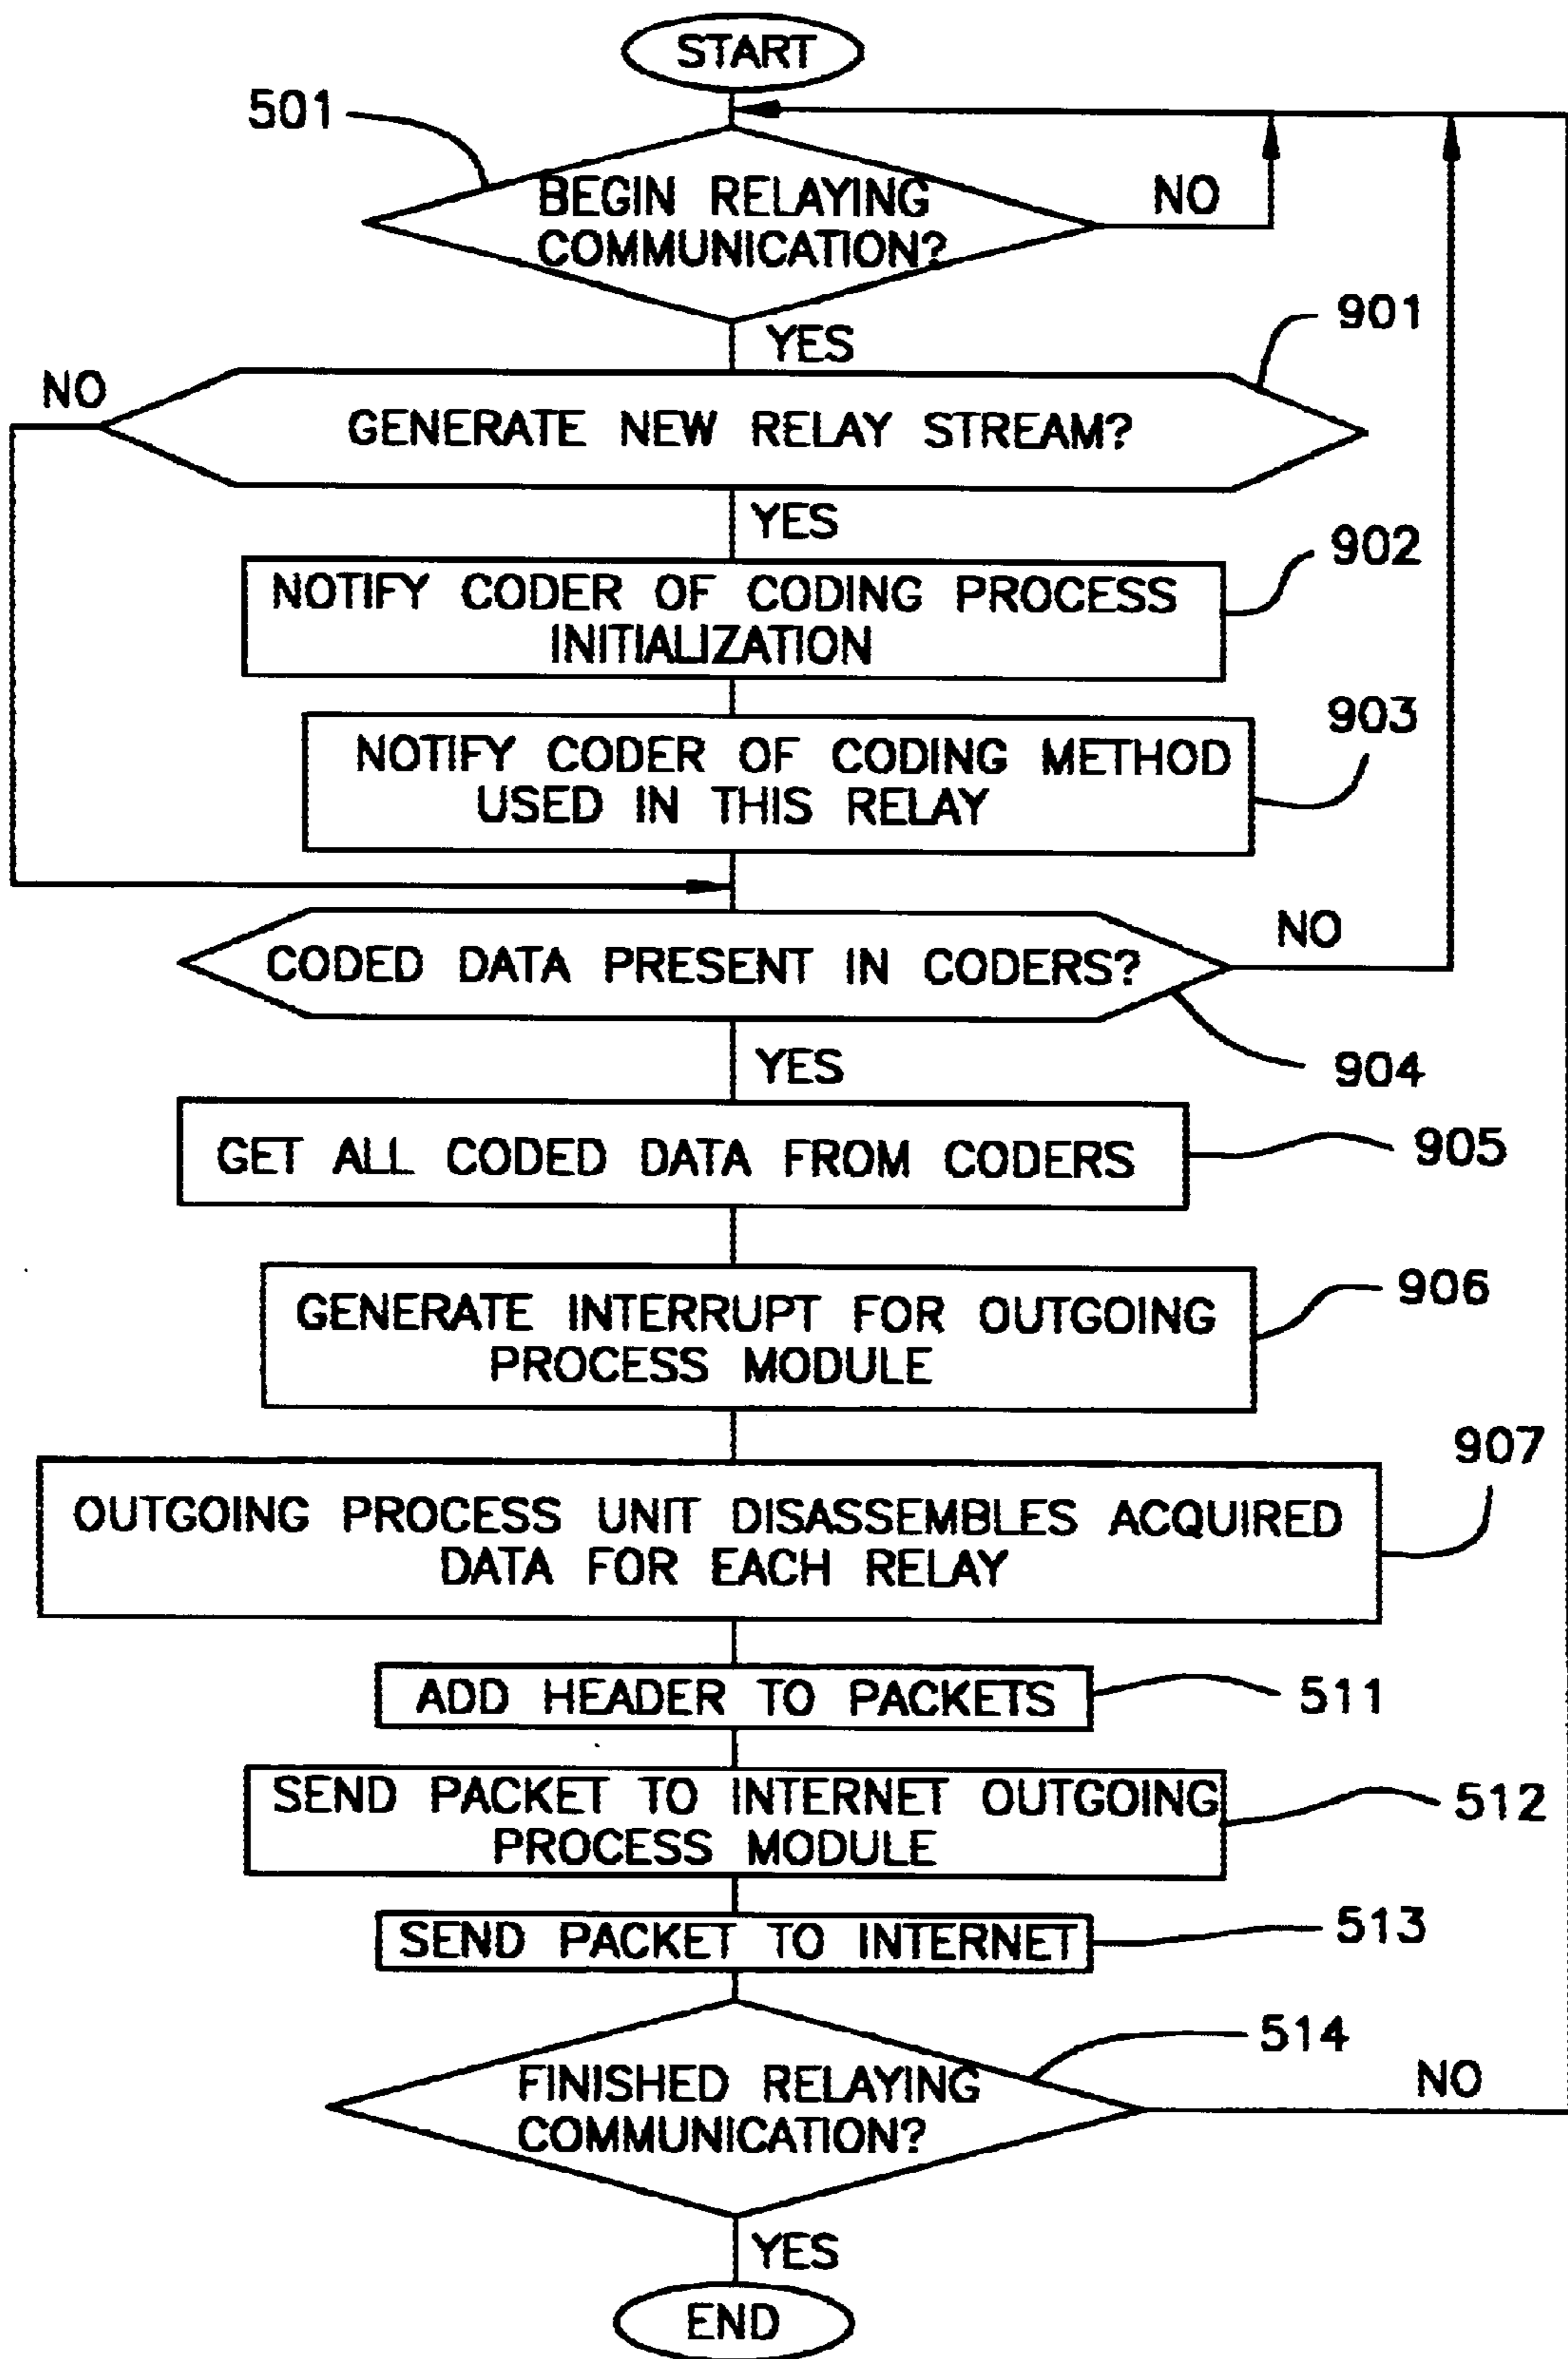 START
501
BEGIN RELAYING
COMMUNICATION?
NO
YES
901
NO
GENERATE NEW RELAY STREAM?
YES
902
NOTIFY CODER OF CODING PROCESS
INITIALIZATION
903
NOTIFY CODER OF CODING METHOD
USED IN THIS RELAY
NO
CODED DATA PRESENT IN CODERS?
904
YES
GET ALL CODED DATA FROM CODERS
905
906
GENERATE INTERRUPT FOR OUTGOING
PROCESS MODULE
907
OUTGOING PROCESS UNIT DISASSEMBLES ACQUIRED
DATA FOR EACH RELAY
ADD HEADER TO PACKETS
511
SEND PACKET TO INTERNET OUTGOING
PROCESS MODULE
512
SEND PACKET TO INTERNET
513
514
FINISHED RELAYING
COMMUNICATION?
NO
YES
END